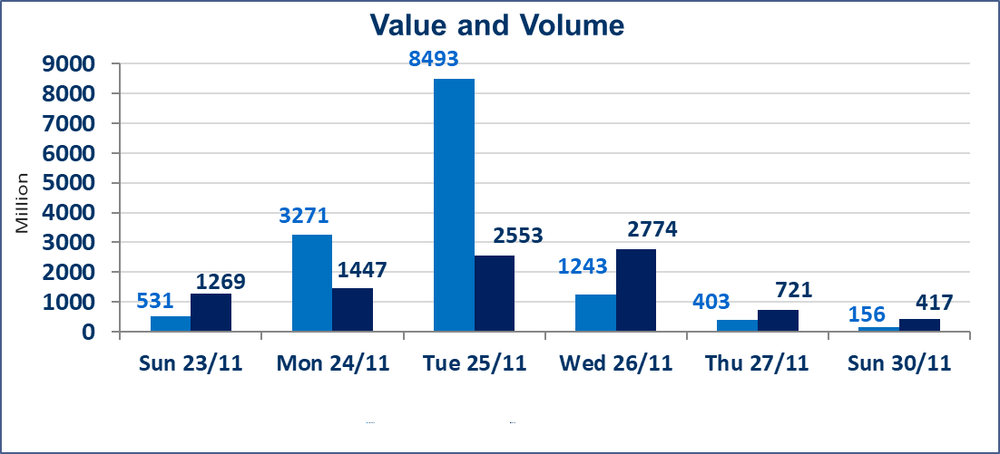 Value and Volume
Million
9000
8000
7000
6000
5000
4000
3000
2000
1000
0
531
1269
3271
1447
8493
2553
1243
2774
403
721
156
417
Sun 23/11
Mon 24/11
Tue 25/11
Wed 26/11
Thu 27/11
Sun 30/11